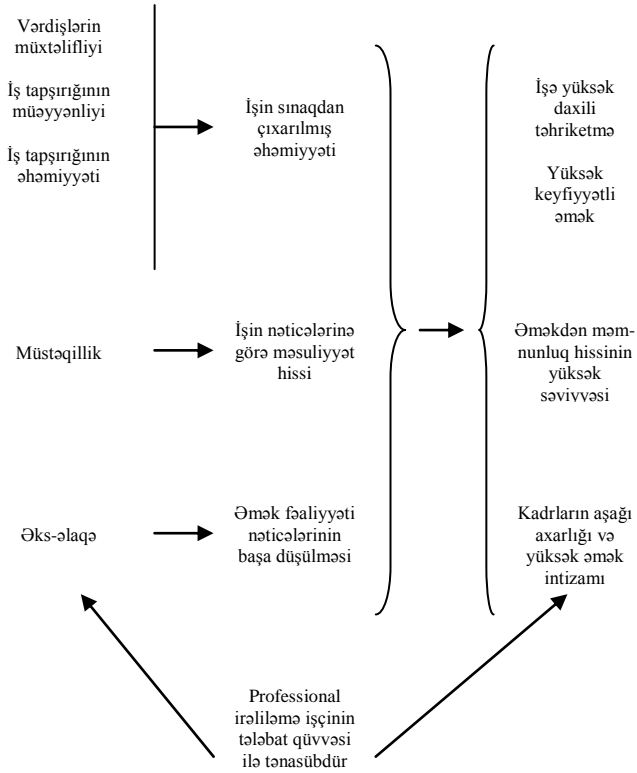 Vərdişlərin
müxtəlifliyi
İş tapşırığının
müəyyənliyi
İş tapşırığının
əhəmiyyəti
İşin sınaqdan
çıxarılmış
əhəmiyyəti
İşə yüksək
daxili
təhriketmə
Yüksək
keyfiyyətli
əmək
Müstəqillik
İşin nəticələrinə
görə məsuliyyət
hissi
Əməkdən məm-
nunluq hissinin
yüksək
səviyyəsi
Əks-əlaqə
Əmək fəaliyyəti
nəticələrinin
başa düşülməsi
Kadrların aşağı
axarlığı və
yüksək əmək
intizamı
Professional
irəliləmə işçinin
tələbat qüvvəsi
ilə tənasübdür